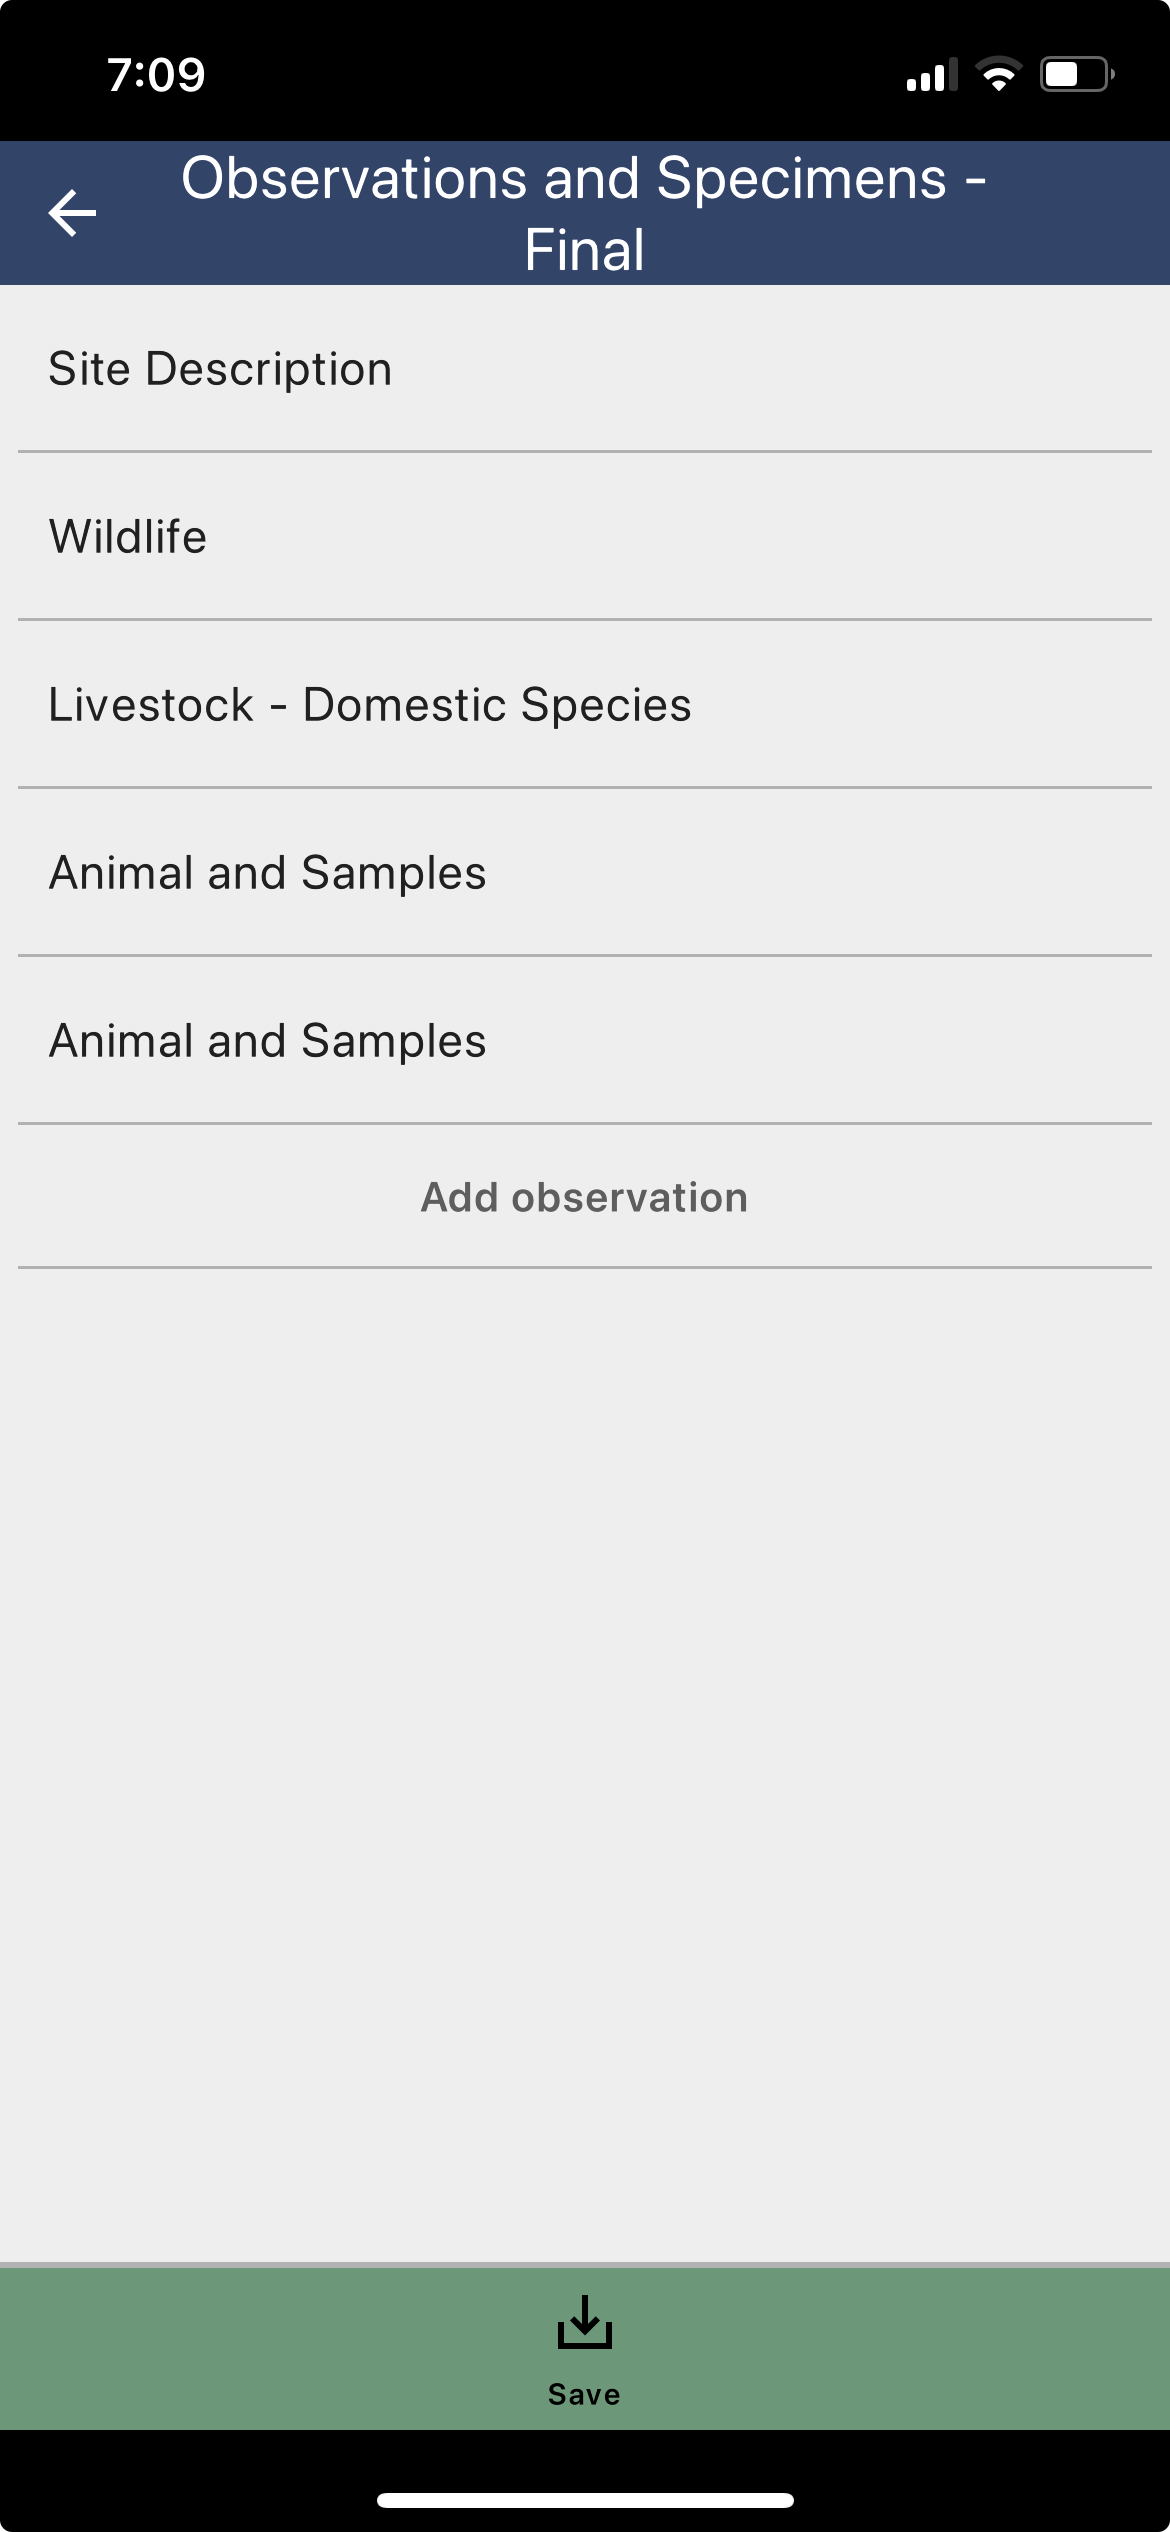 7:09
Observations and Specimens -
Final
Site Description
Wildlife
Livestock - Domestic Species
Animal and Samples
Animal and Samples
Add observation
Save